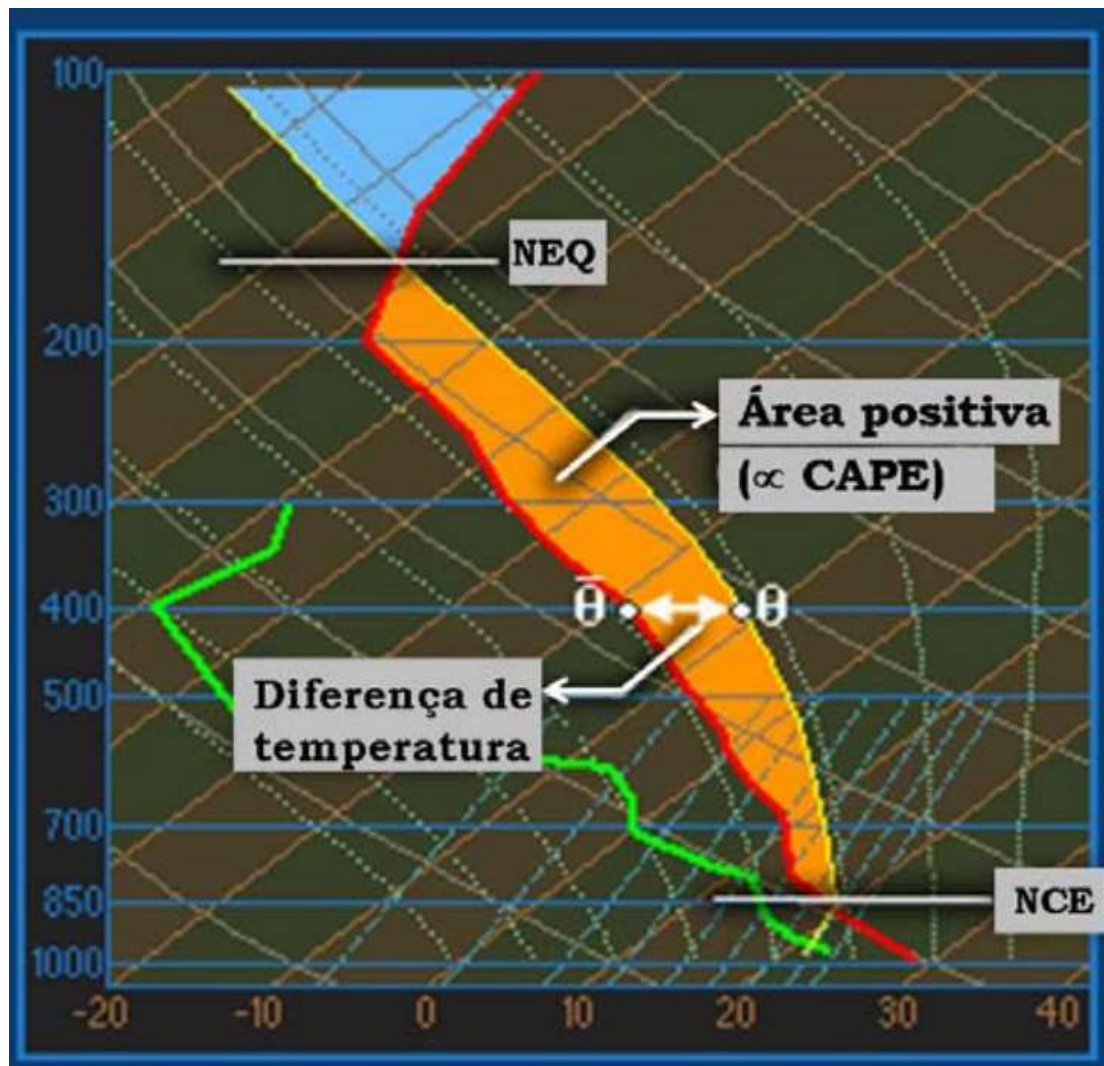 100
NEQ
200
Área positiva
(∝ CAPE)
300
400
θ̄ θ
Diferença de
temperatura
500
700
850
NCE
1000
-20 -10 0 10 20 30 40